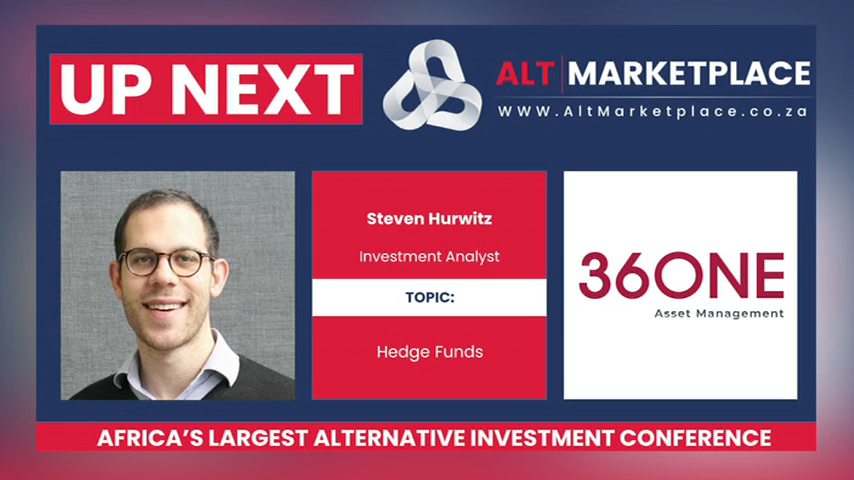 UP NEXT
ALT MARKETPLACE
WWW.AltMarketplace.co.za
Steven Hurwitz
Investment Analyst
TOPIC:
Hedge Funds
36ONE
Asset Management
AFRICA'S LARGEST ALTERNATIVE INVESTMENT CONFERENCE